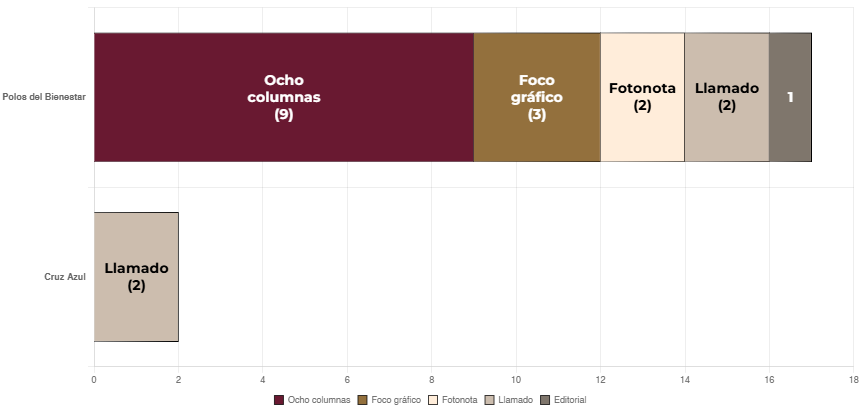 Polos del Bienestar
Ocho
columnas
(9)
Foco
gráfico
(3)
Fotonota
(2)
Llamado
(2)
1
Cruz Azul
Llamado
(2)
0 2 4 6 8 10 12 14 16 18
Ocho columnas Foco gráfico Fotonota Llamado Editorial